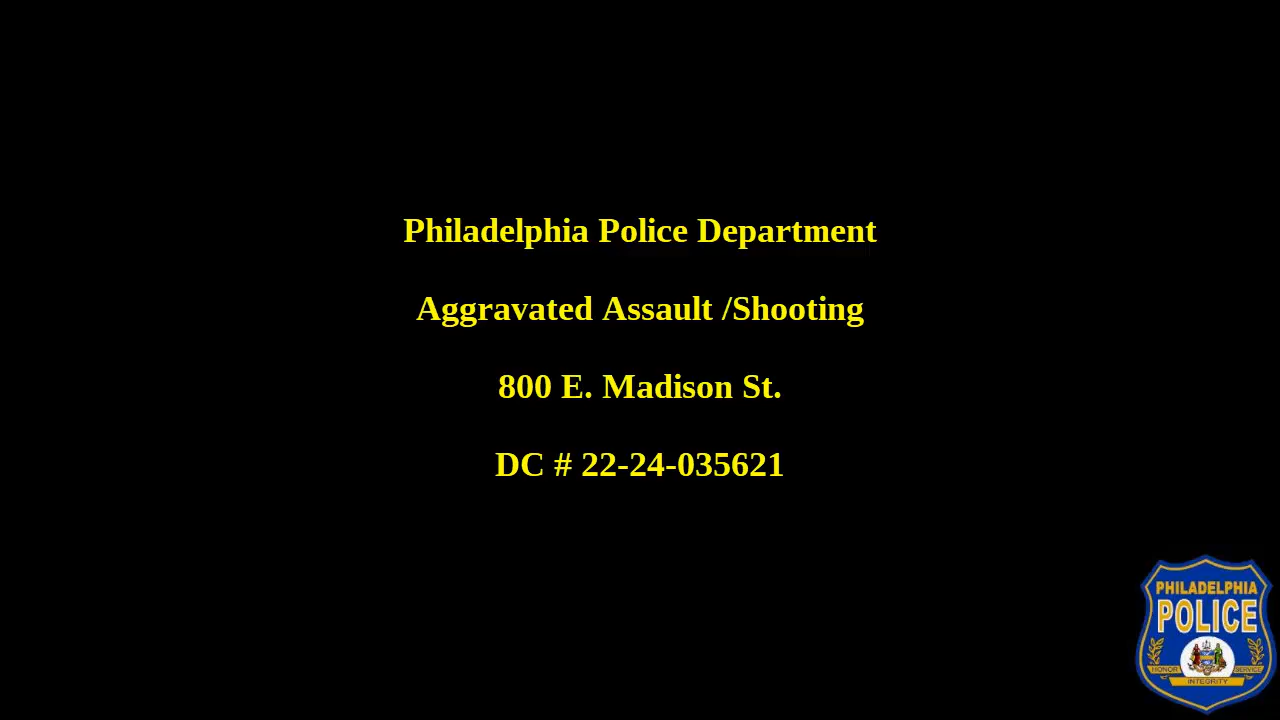 Philadelphia Police Department
Aggravated Assault /Shooting
800 E. Madison St.
DC # 22-24-035621
PHILADELPHIA
POLICE
HONOR SERVICE
INTEGRITY